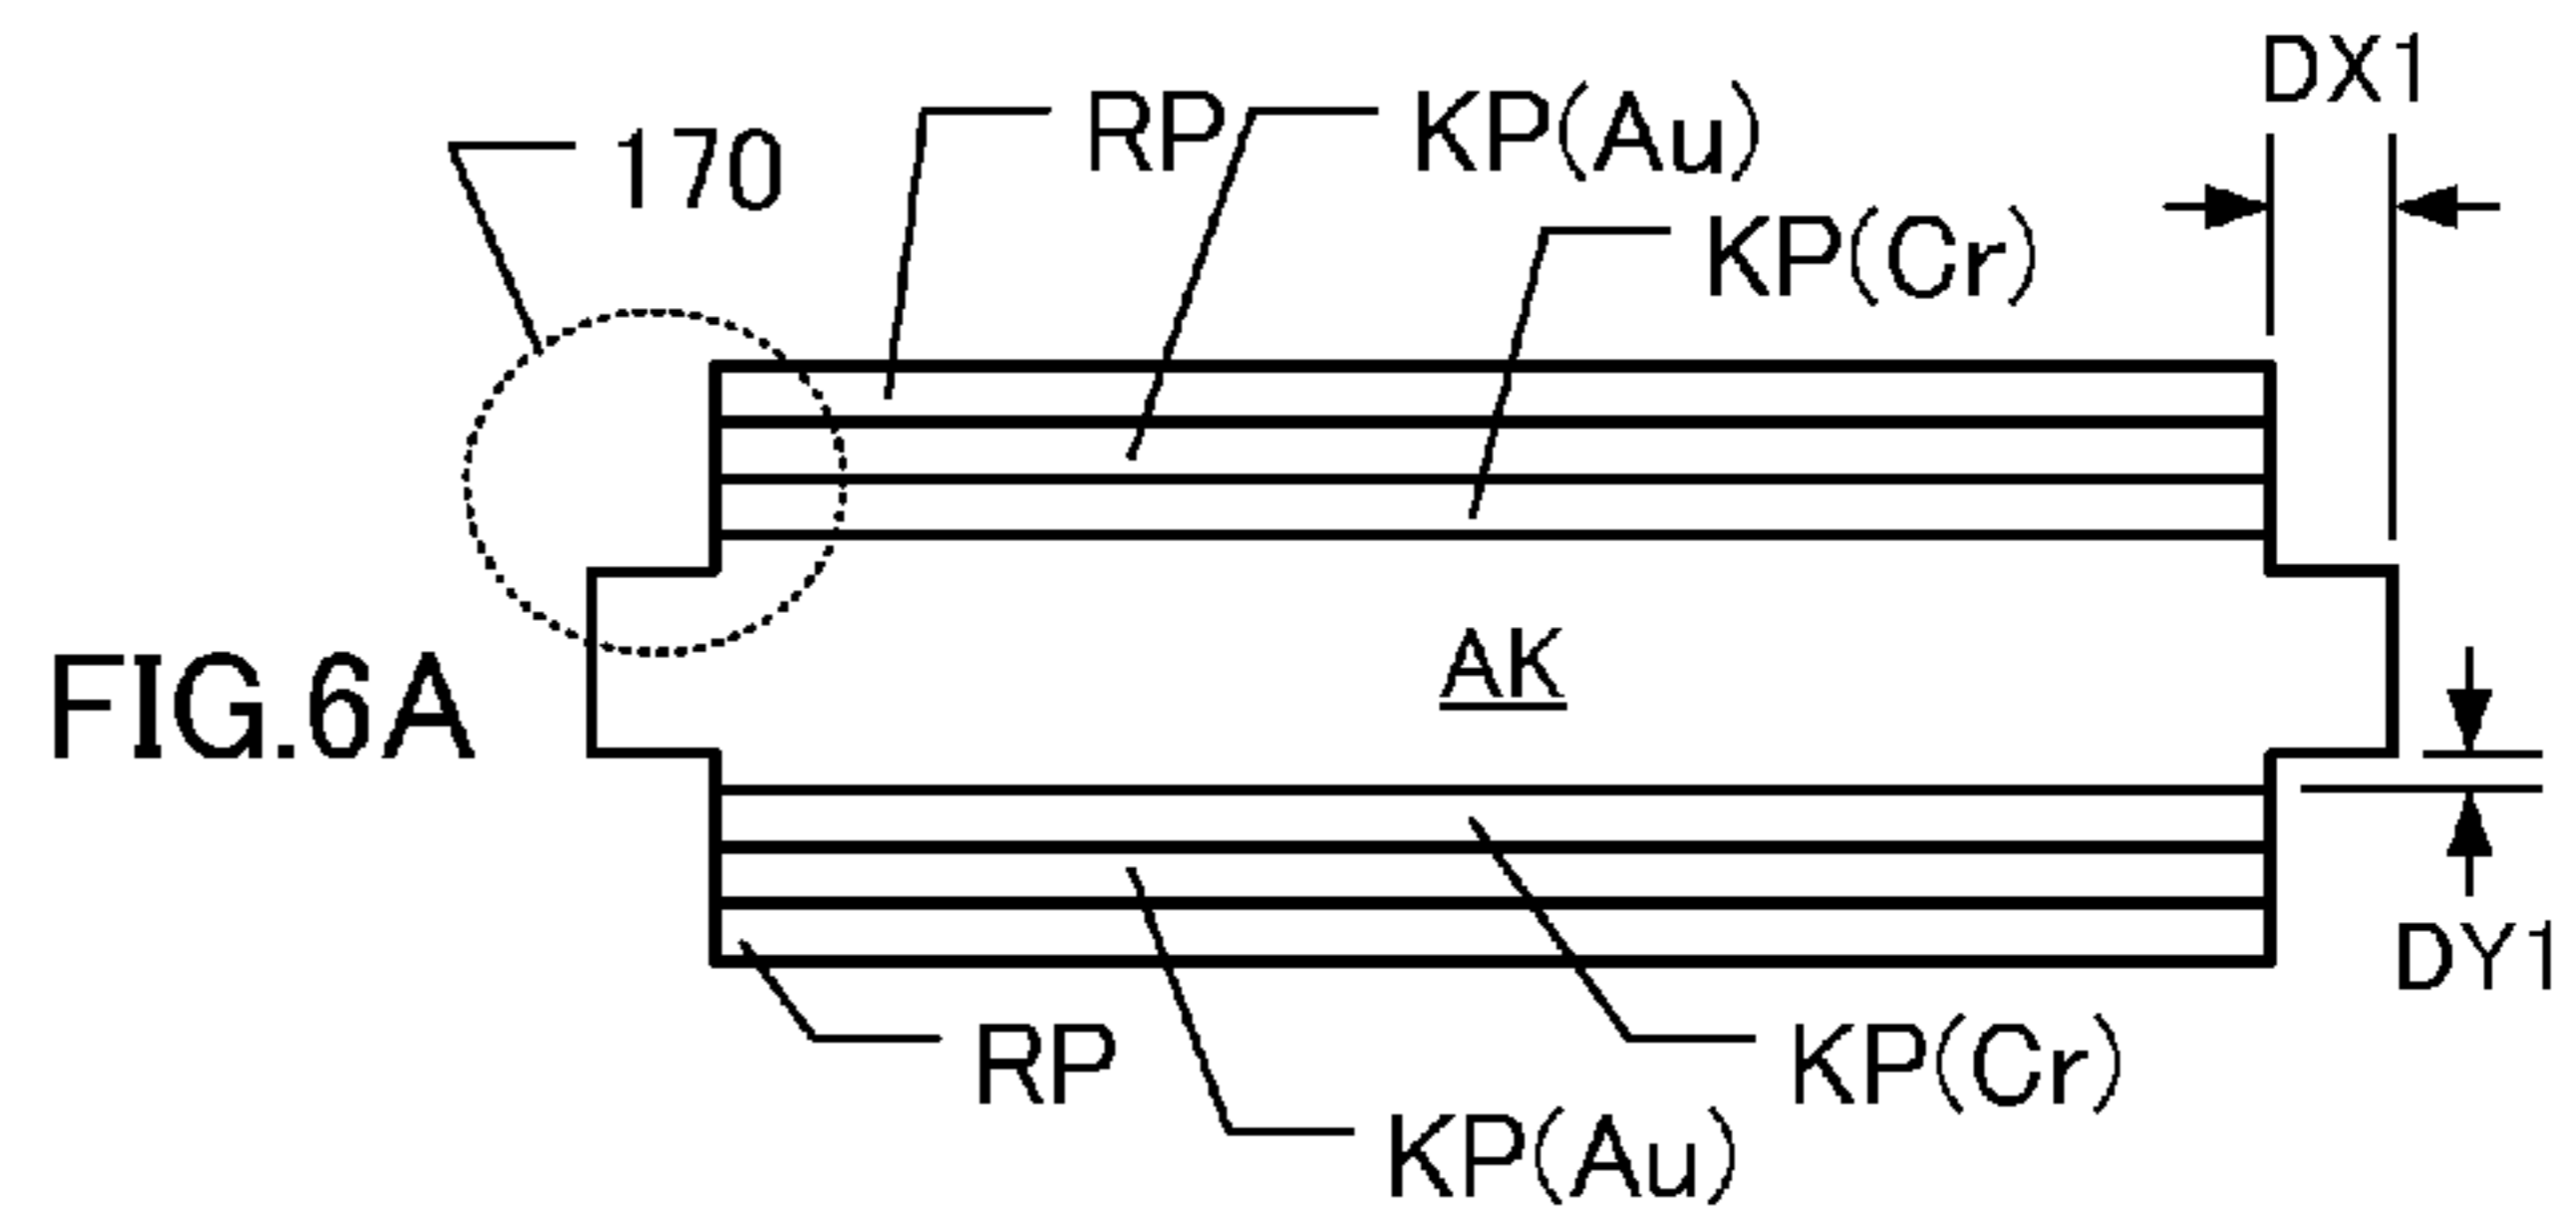 DX1
RP KP(Au)
170
KP(Cr)
AK
FIG.6A
DY1
RP KP(Cr)
KP(Au)